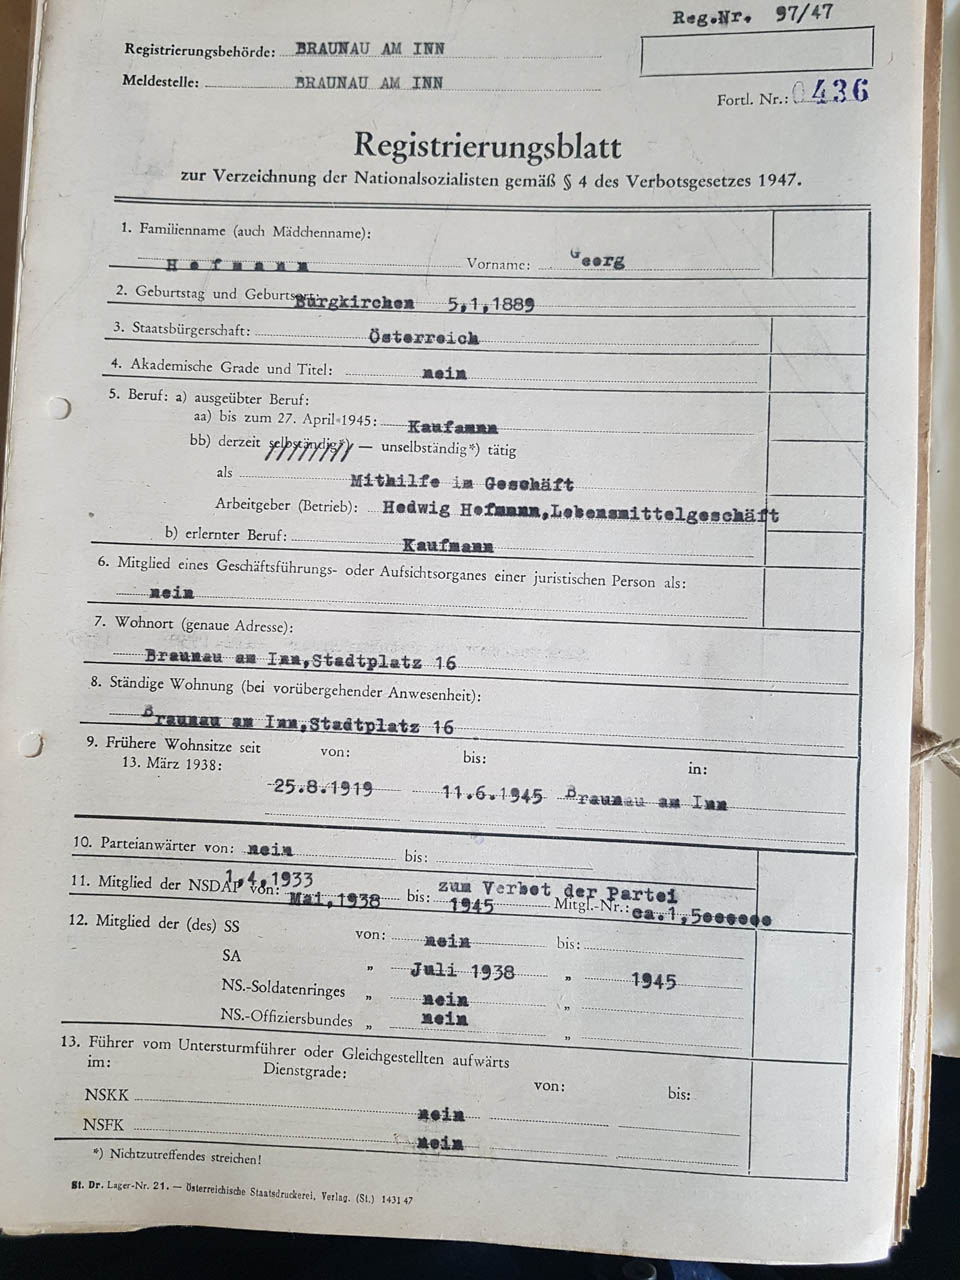 Reg.Nr. 97/47
Registrierungsbehörde: BRAUNAU AM INN
Meldestelle: BRAUNAU AM INN
Fortl. Nr.: 0436
Registrierungsblatt
zur Verzeichnung der Nationalsozialisten gemäß § 4 des Verbotsgesetzes 1947.
1. Familienname (auch Mädchenname):
Hofmann Vorname: Georg
2. Geburtstag und Geburtsort: Burgkirchen 5,1,1889
3. Staatsbürgerschaft: Österreich
4. Akademische Grade und Titel: nein
5. Beruf: a) ausgeübter Beruf:
aa) bis zum 27. April 1945: Kaufamnn
bb) derzeit selbständig*) — unselbständig*) tätig
als Mithilfe im Geschäft
Arbeitgeber (Betrieb): Hedwig Hofmann,Lebensmittelgeschäft
b) erlernter Beruf: Kaufmann
6. Mitglied eines Geschäftsführungs- oder Aufsichtsorganes einer juristischen Person als:
nein
7. Wohnort (genaue Adresse):
Braunau am Inn,Stadtplatz 16
8. Ständige Wohnung (bei vorübergehender Anwesenheit):
Braunau am Inn,Stadtplatz 16
9. Frühere Wohnsitze seit von: bis: in:
13. März 1938:
25.8.1919 11.6.1945 Braunau am Inn
10. Parteianwärter von: nein bis:
1,4,1933 zum Verbot der Partei
11. Mitglied der NSDAP von: Mai,1938 bis: 1945 Mitgl.-Nr.: ca.1,5oooooo
12. Mitglied der (des) SS von: nein bis:
SA „ Juli 1938 „ 1945
NS.-Soldatenringes „ nein „
NS.-Offiziersbundes „ nein „
13. Führer vom Untersturmführer oder Gleichgestellten aufwärts
im: Dienstgrade: von: bis:
NSKK nein
NSFK nein
*) Nichtzutreffendes streichen!
St. Dr. Lager-Nr. 21. — Österreichische Staatsdruckerei, Verlag. (St.) 1431 47